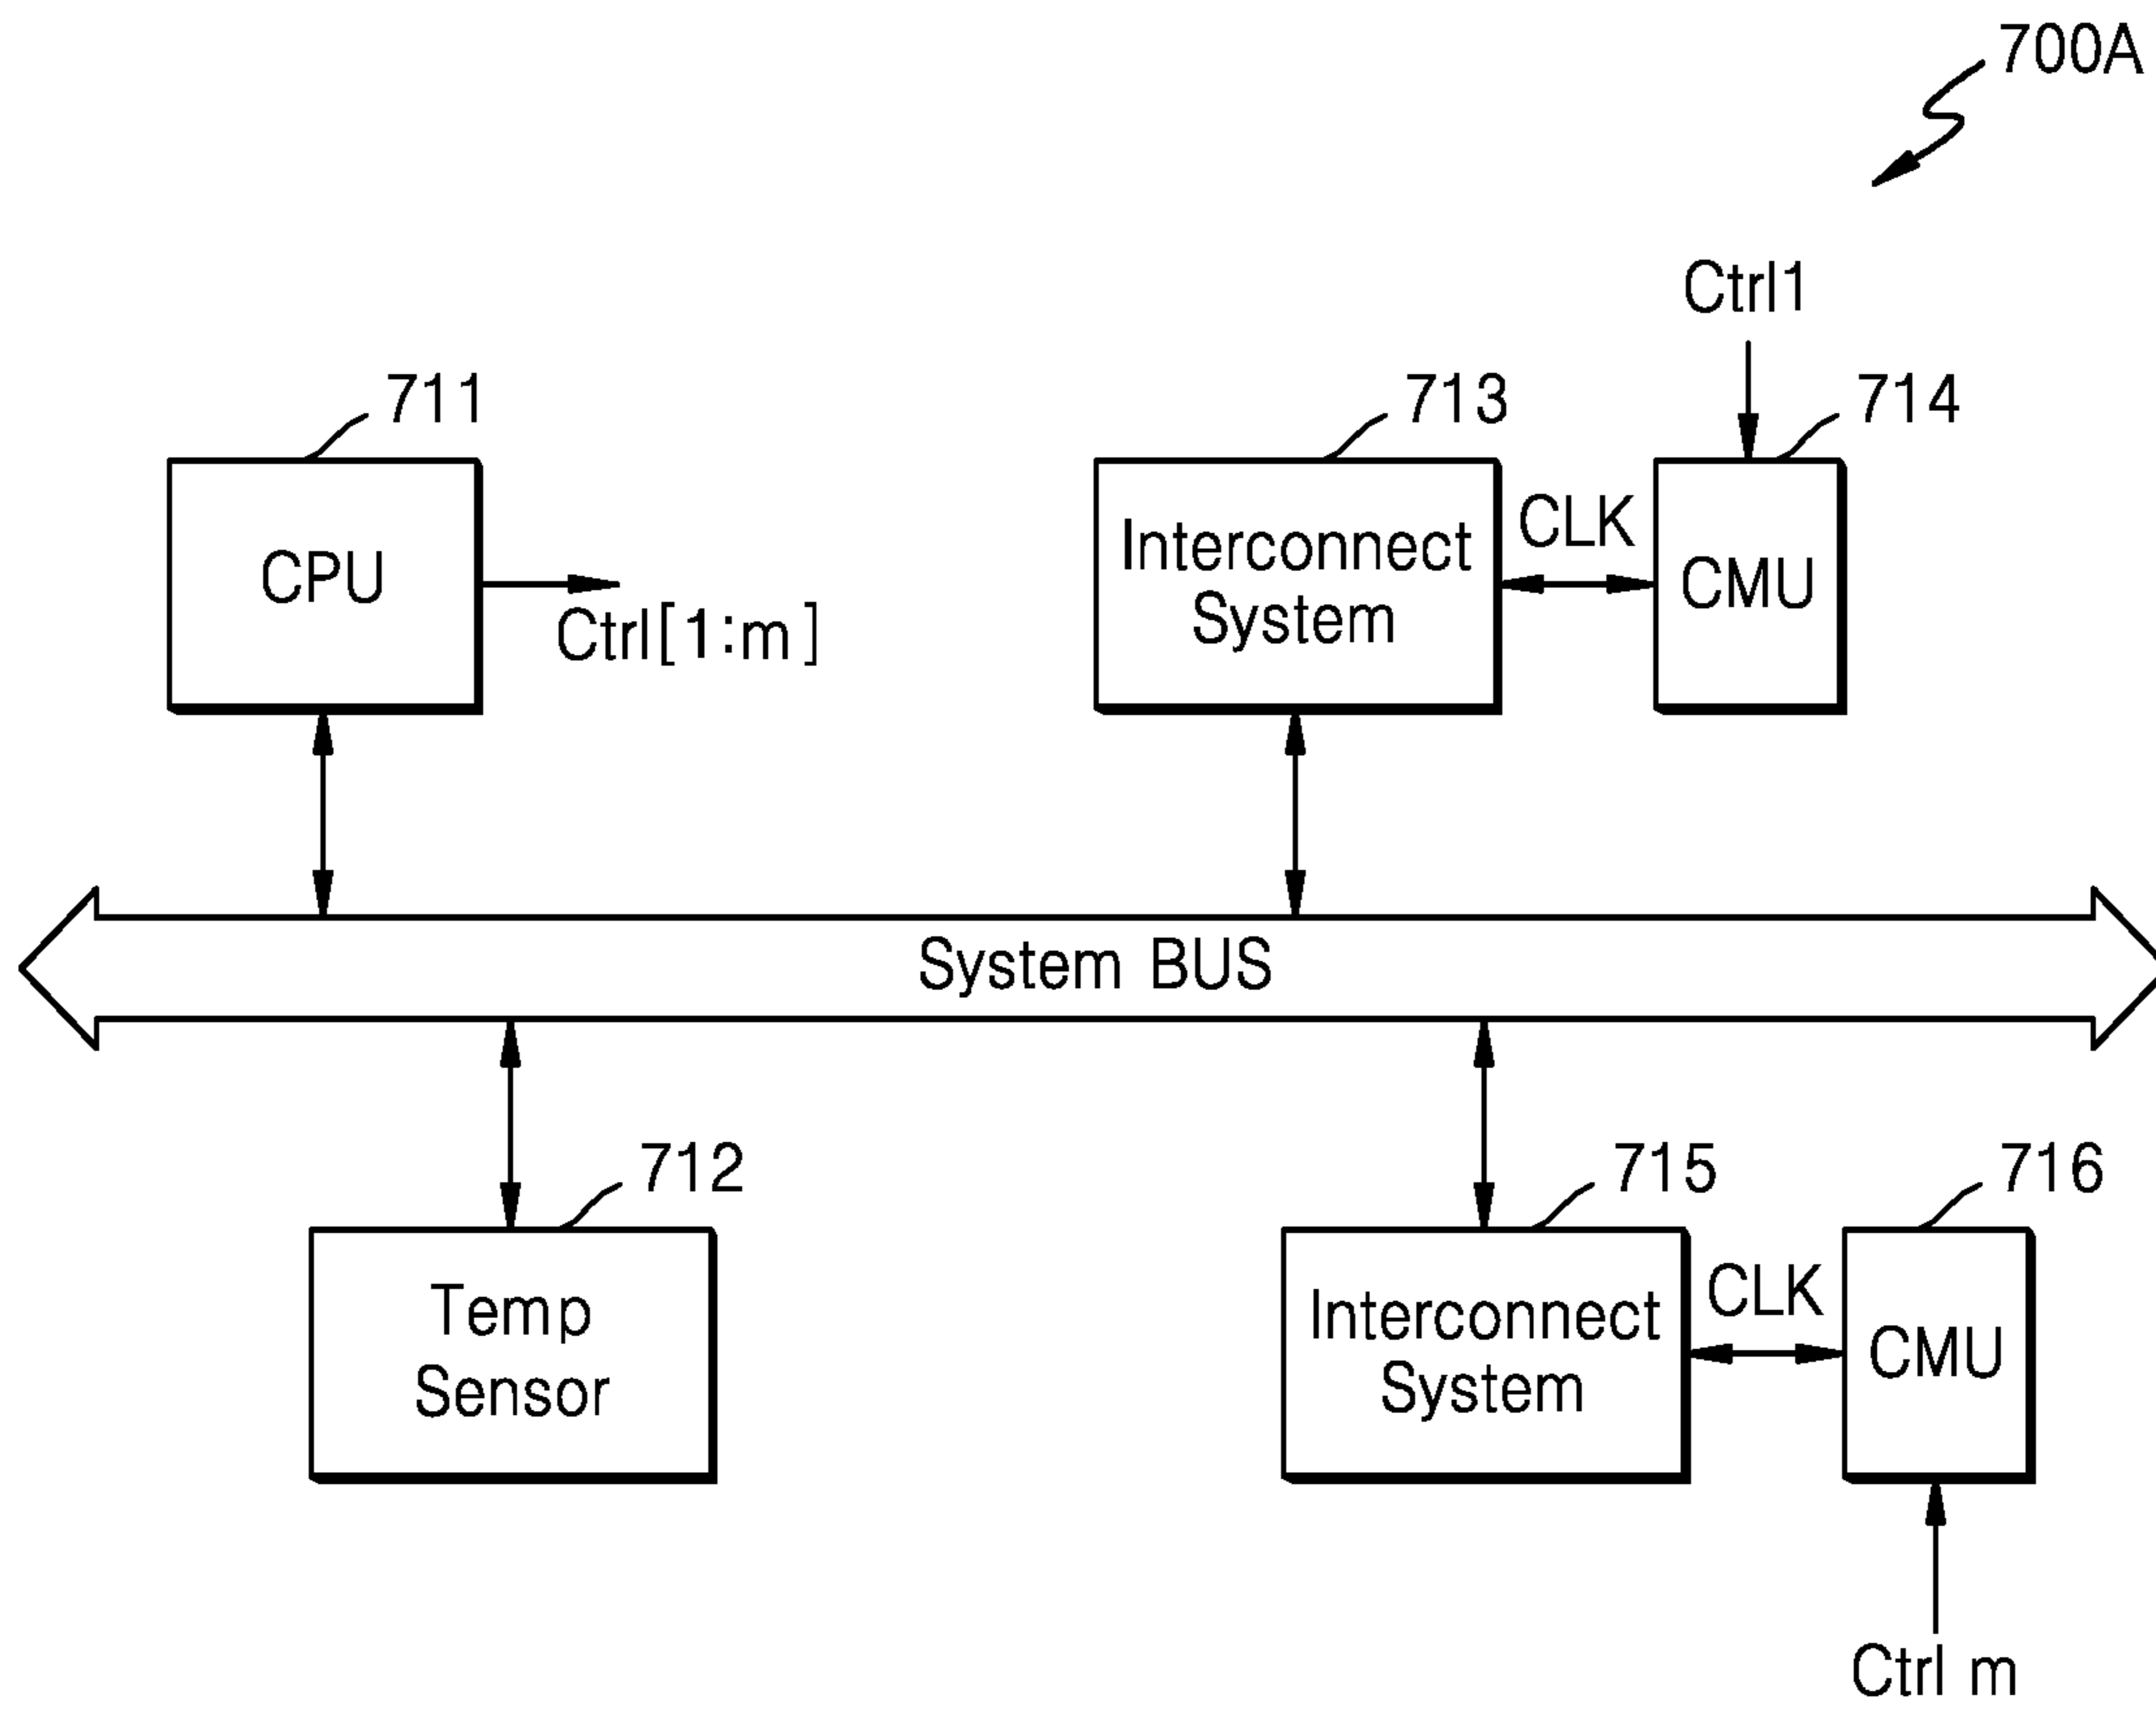 700A
Ctrl1
711
713
714
CPU
Ctrl[1:m]
Interconnect
System
CLK
CMU
System BUS
712
715
716
Temp
Sensor
Interconnect
System
CLK
CMU
Ctrl m